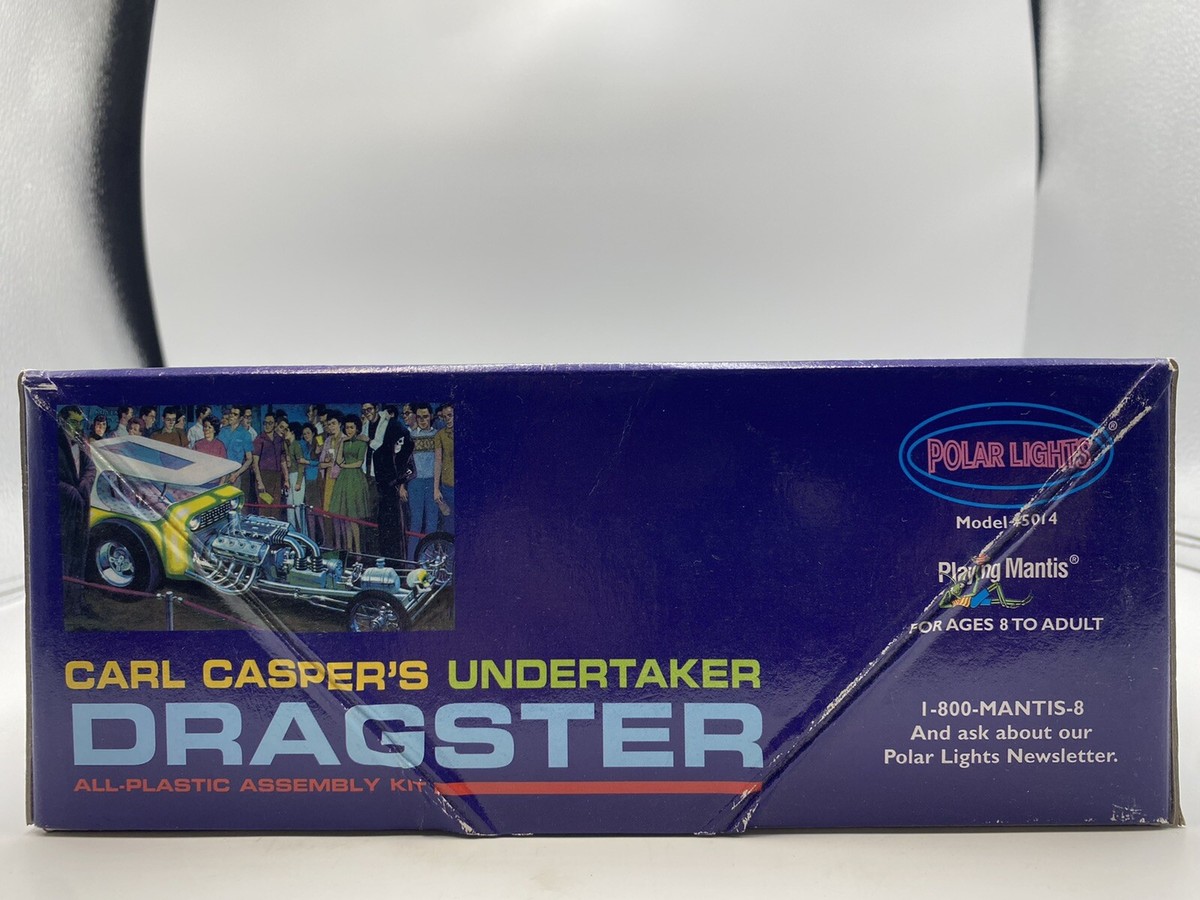 CARL CASPER'S UNDERTAKER
DRAGSTER
ALL-PLASTIC ASSEMBLY KIT
POLAR LIGHTS®
Model 45014
Playing Mantis®
FOR AGES 8 TO ADULT
1-800-MANTIS-8
And ask about our
Polar Lights Newsletter.